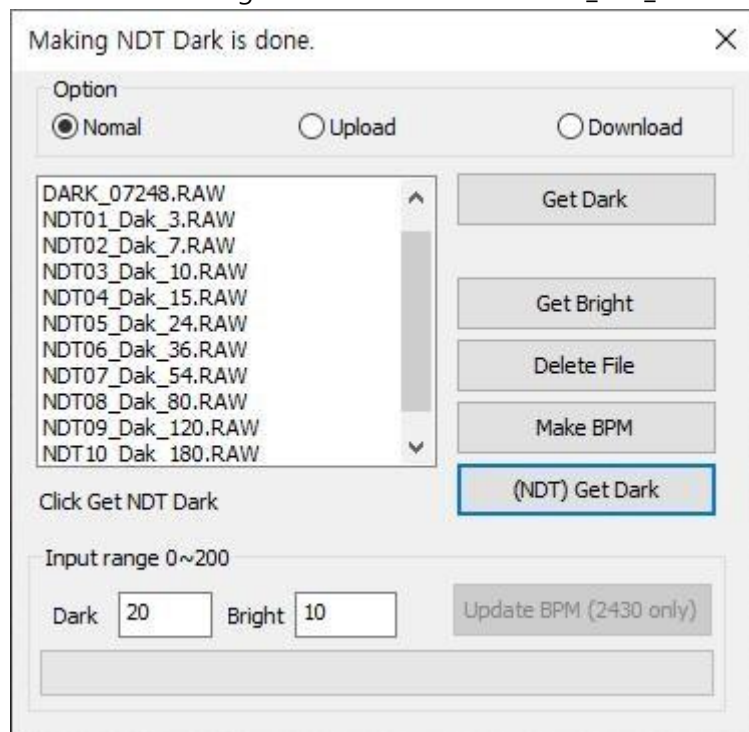 Making NDT Dark is done.
Option
Nomal
Upload
Download
DARK_07248.RAW
NDT01_Dak_3.RAW
NDT02_Dak_7.RAW
NDT03_Dak_10.RAW
NDT04_Dak_15.RAW
NDT05_Dak_24.RAW
NDT06_Dak_36.RAW
NDT07_Dak_54.RAW
NDT08_Dak_80.RAW
NDT09_Dak_120.RAW
NDT10_Dak_180.RAW
Get Dark
Get Bright
Delete File
Make BPM
(NDT) Get Dark
Click Get NDT Dark
Input range 0~200
Dark 20 Bright 10
Update BPM (2430 only)